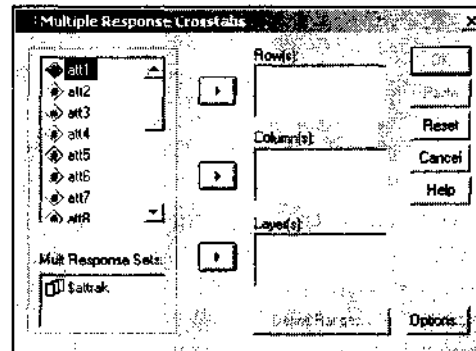 Multiple Response Crosstabs
att1
att2
att3
att4
att5
att6
att7
att8
Mult Response Sets:
$attrak
Row(s):
Column(s):
Layer(s):
Define Ranges...
OK
Paste
Reset
Cancel
Help
Options...